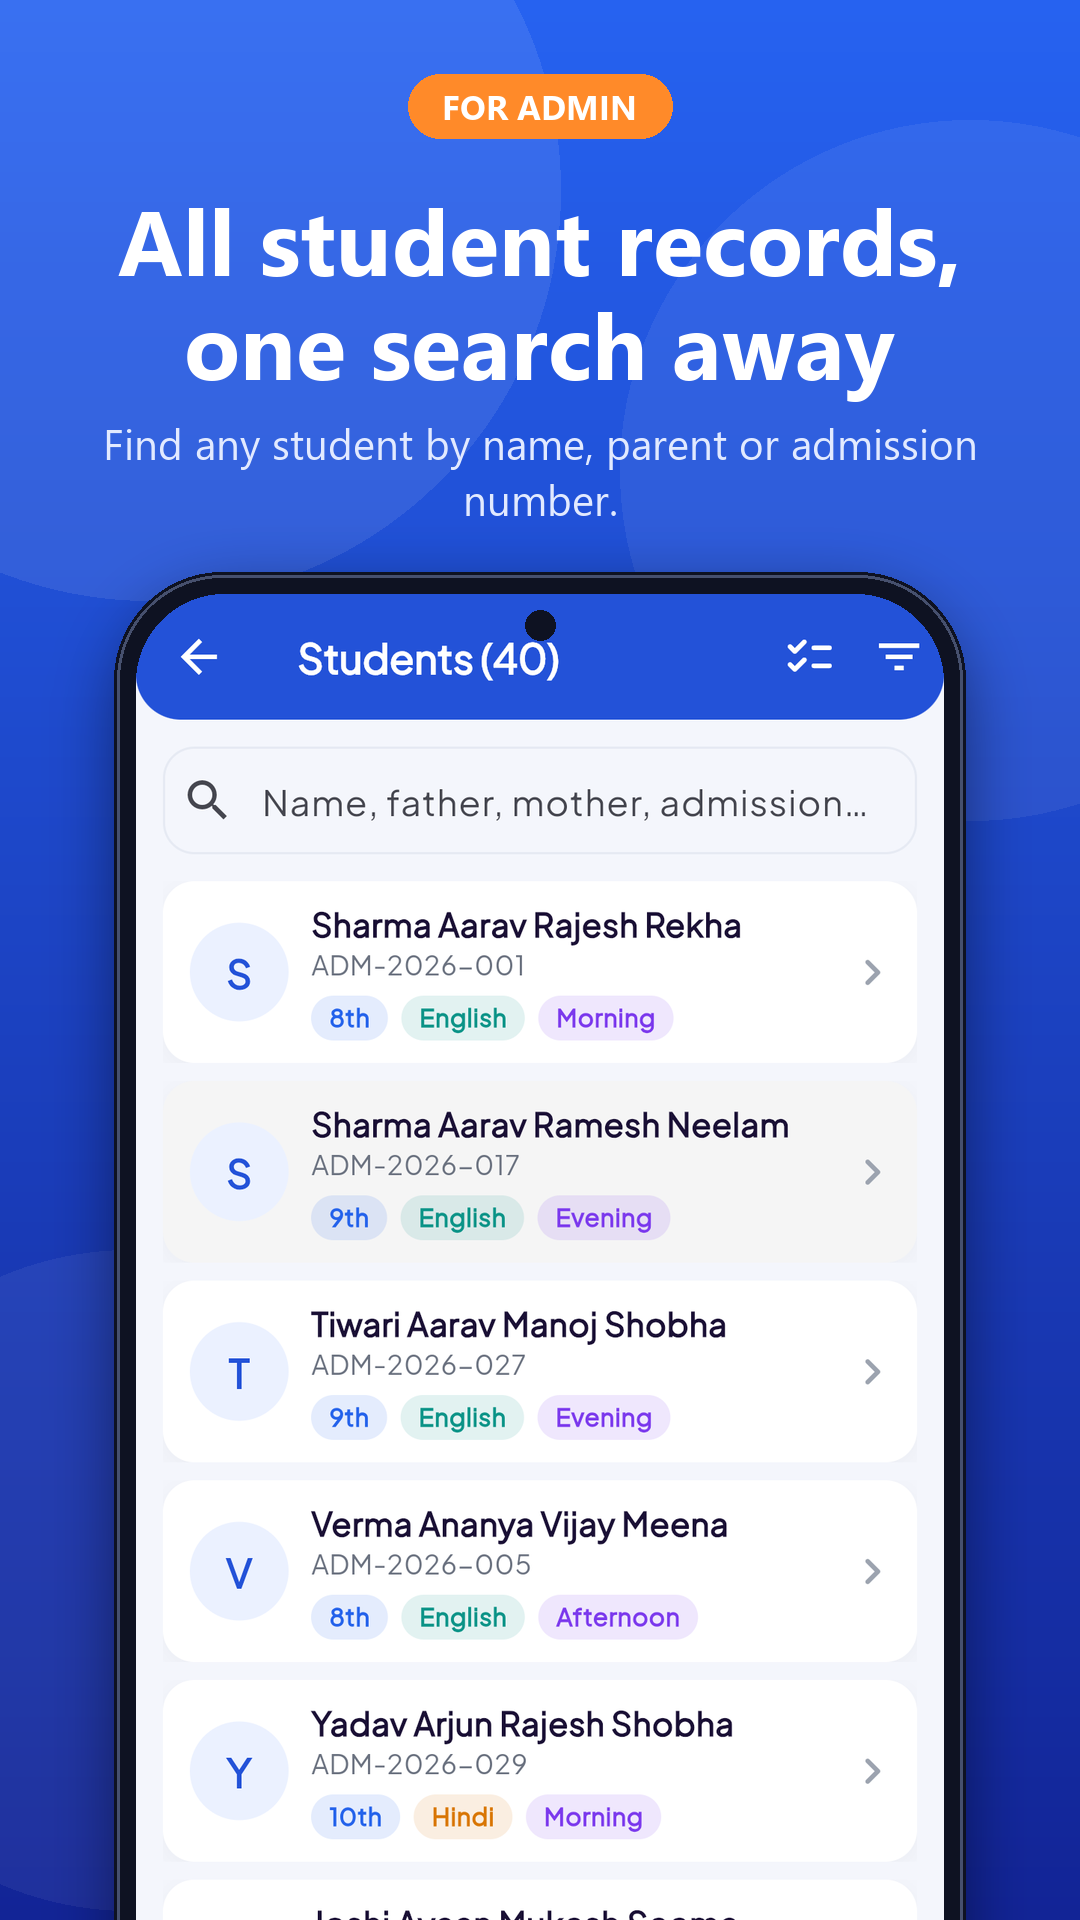 FOR ADMIN
All student records,
one search away
Find any student by name, parent or admission
number.
Students (40)
Name, father, mother, admission...
S
Sharma Aarav Rajesh Rekha
ADM-2026-001
8th English Morning
S
Sharma Aarav Ramesh Neelam
ADM-2026-017
9th English Evening
T
Tiwari Aarav Manoj Shobha
ADM-2026-027
9th English Evening
V
Verma Ananya Vijay Meena
ADM-2026-005
8th English Afternoon
Y
Yadav Arjun Rajesh Shobha
ADM-2026-029
10th Hindi Morning